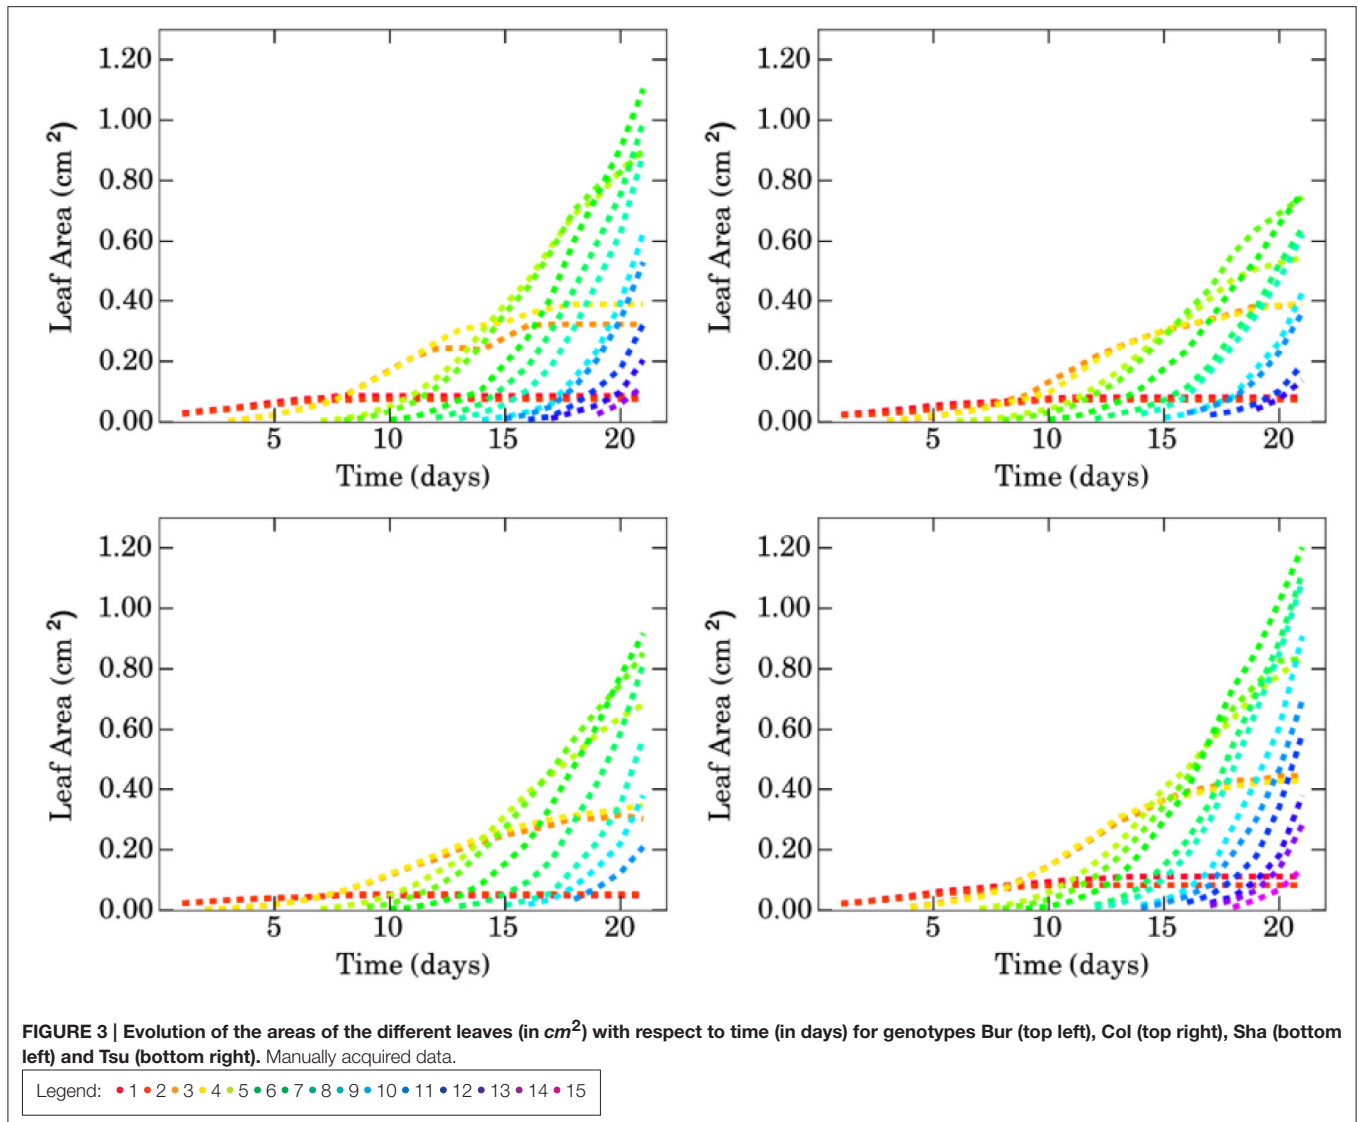 1.20
1.00
0.80
0.60
0.40
0.20
0.00
5 10 15 20
Leaf Area (cm 2)
Time (days)
1.20
1.00
0.80
0.60
0.40
0.20
0.00
5 10 15 20
Leaf Area (cm 2)
Time (days)
1.20
1.00
0.80
0.60
0.40
0.20
0.00
5 10 15 20
Leaf Area (cm 2)
Time (days)
1.20
1.00
0.80
0.60
0.40
0.20
0.00
5 10 15 20
Leaf Area (cm 2)
Time (days)
FIGURE 3 | Evolution of the areas of the different leaves (in cm2) with respect to time (in days) for genotypes Bur (top left), Col (top right), Sha (bottom
left) and Tsu (bottom right). Manually acquired data.
Legend: • 1 • 2 • 3 • 4 • 5 • 6 • 7 • 8 • 9 • 10 • 11 • 12 • 13 • 14 • 15